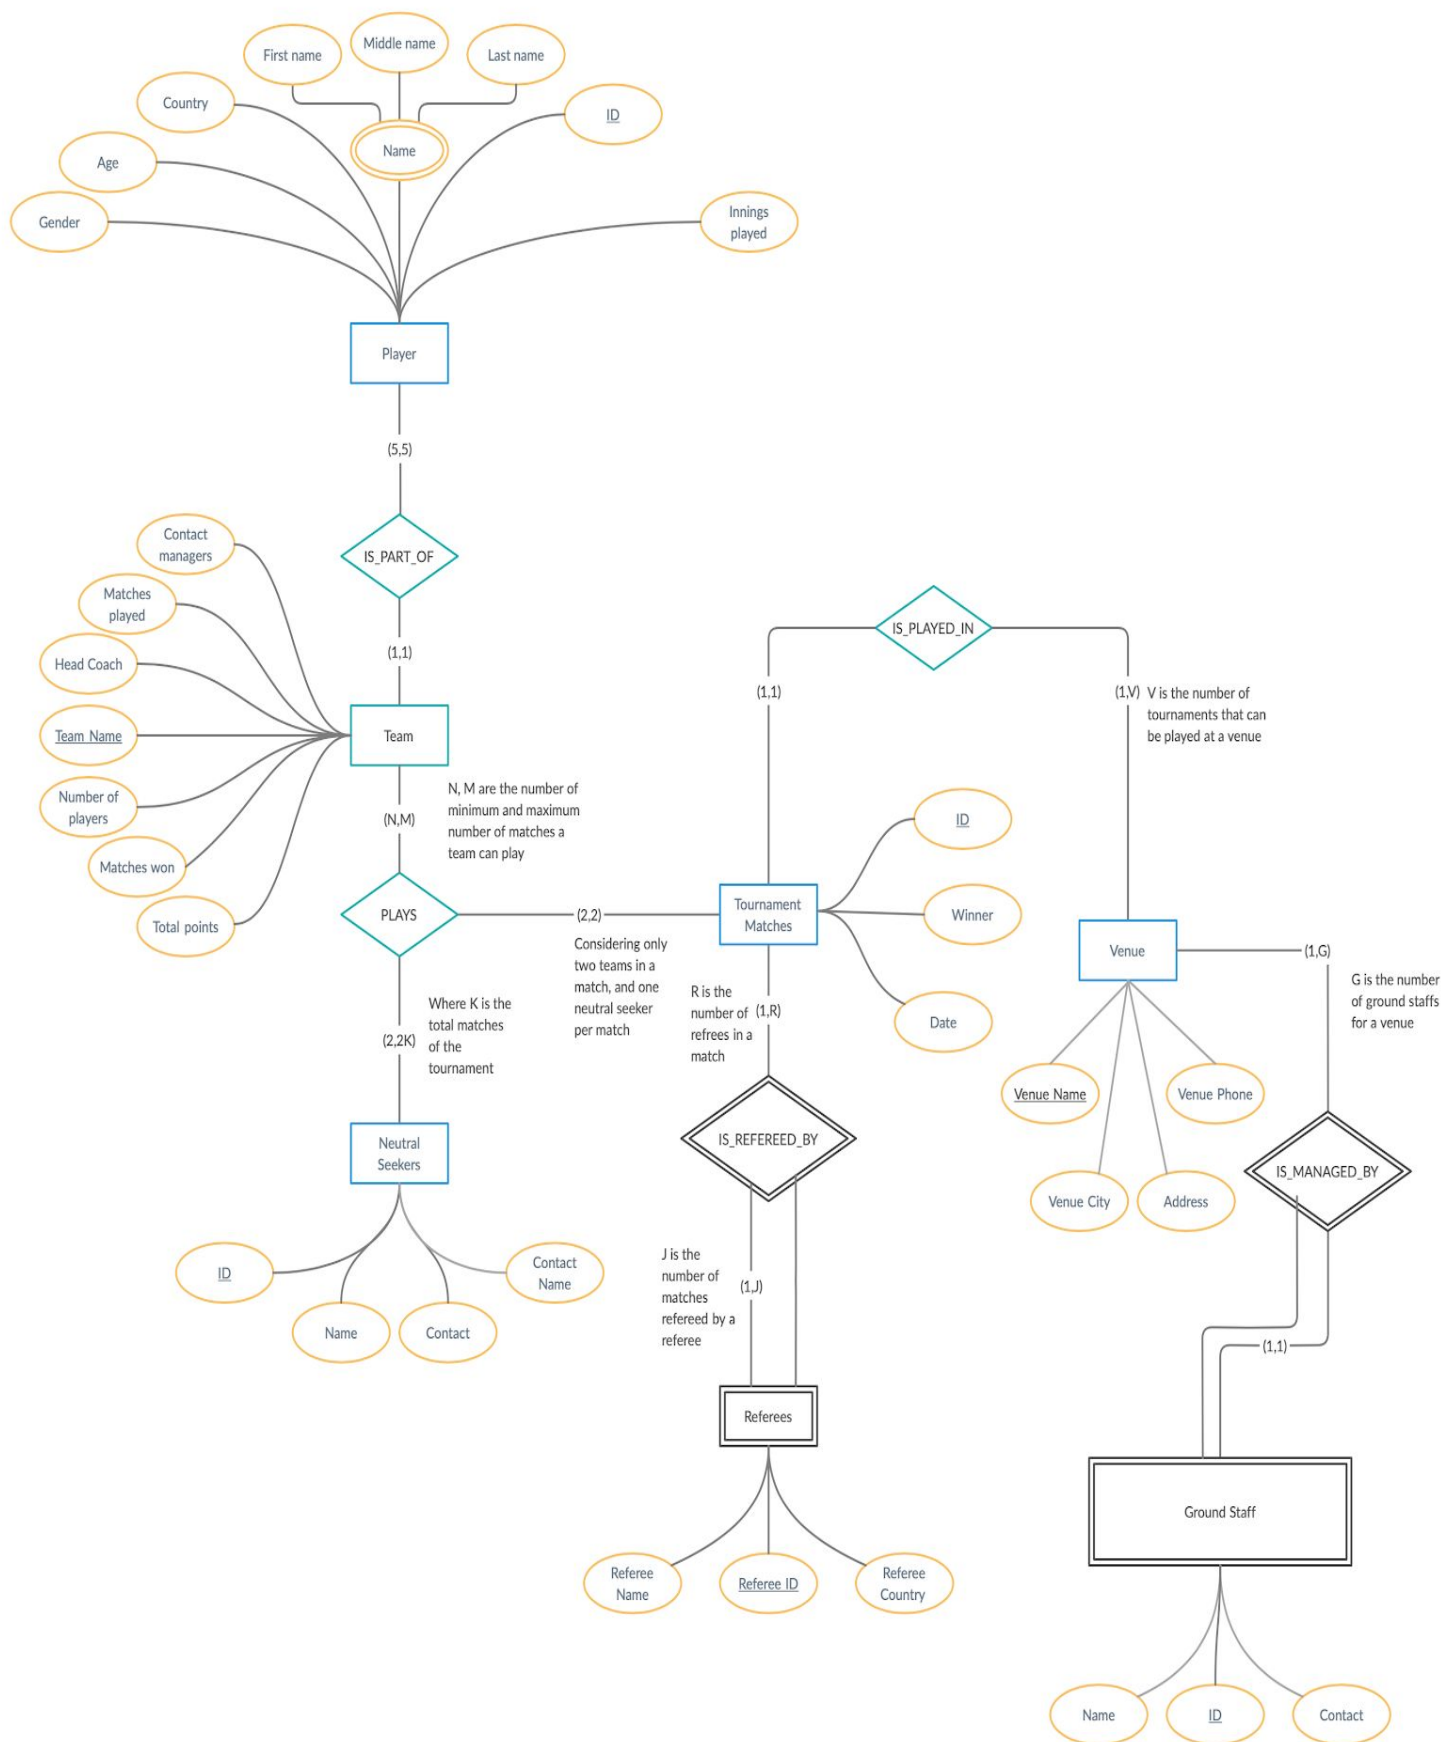 First name
Middle name
Last name
Country
ID
Name
Age
Gender
Innings
played
Player
(5,5)
IS_PART_OF
Contact
managers
Matches
played
Head Coach
(1,1)
Team Name
Team
Number of
players
Matches won
Total points
(N,M)
N, M are the number of
minimum and maximum
number of matches a
team can play
PLAYS
(2,2)
Considering only
two teams in a
match, and one
neutral seeker
per match
IS_PLAYED_IN
(1,1)
(1,V)
V is the number of
tournaments that can
be played at a venue
Tournament
Matches
ID
Winner
Date
Venue
(1,G)
G is the number
of ground staffs
for a venue
Venue Name
Venue Phone
Venue City
Address
IS_MANAGED_BY
(1,1)
Where K is the
total matches
of the
tournament
(2,2K)
Neutral
Seekers
ID
Name
Contact
Contact
Name
R is the
number of
refrees in a
match
(1,R)
IS_REFEREED_BY
J is the
number of
matches
refereed by a
referee
(1,J)
Referees
Referee
Name
Referee ID
Referee
Country
Ground Staff
Name
ID
Contact